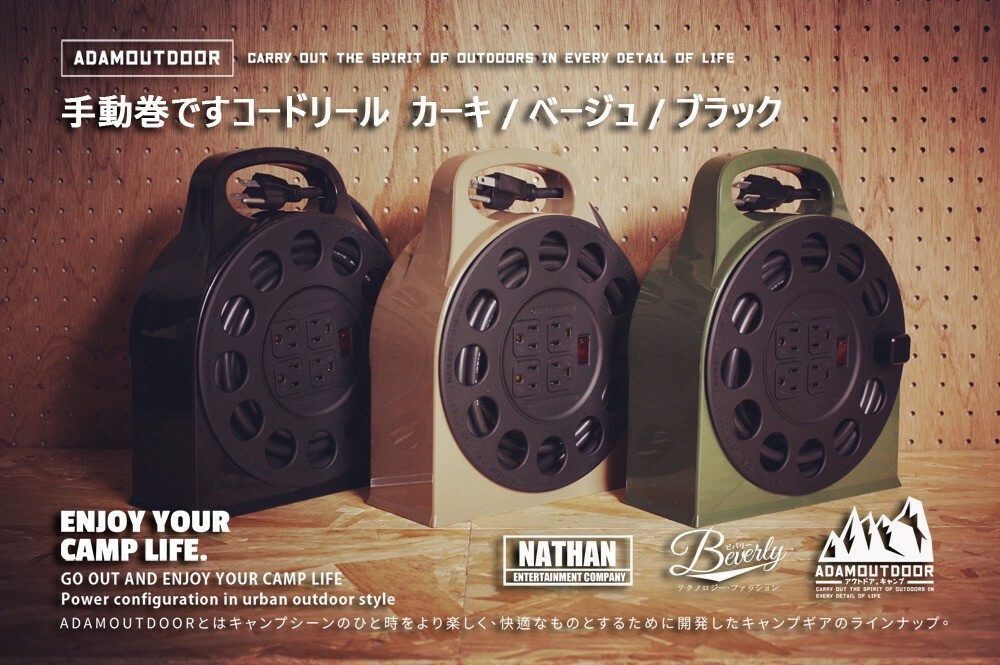 ADAMOUTDOOR
CARRY OUT THE SPIRIT OF OUTDOORS IN EVERY DETAIL OF LIFE
手動巻ですコードリール カーキ / ベージュ / ブラック
ENJOY YOUR
CAMP LIFE.
GO OUT AND ENJOY YOUR CAMP LIFE
Power configuration in urban outdoor style
NATHAN
ENTERTAINMENT COMPANY
ビバリー
Beverly
テクノロジー・ファッション
ADAMOUTDOOR
アウトドア。キャンプ
CARRY OUT THE SPIRIT OF OUTDOORS IN
EVERY DETAIL OF LIFE
ADAMOUTDOORとはキャンプシーンのひと時をより楽しく、快適なものとするために開発したキャンプギアのラインナップ。